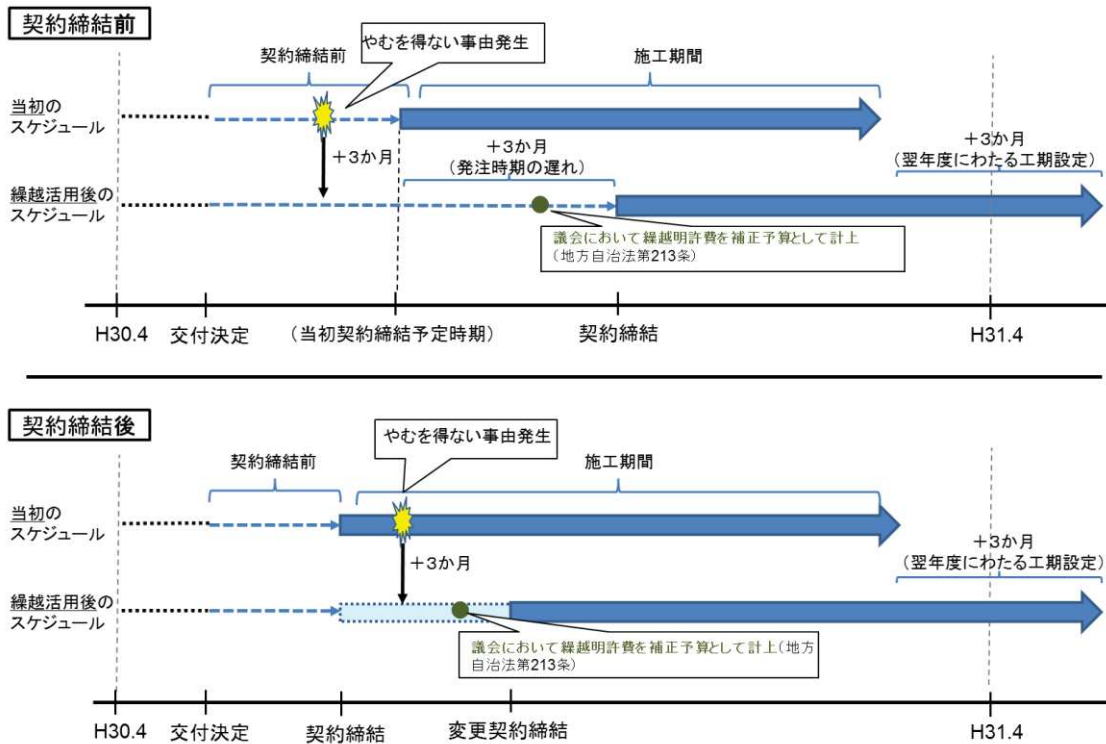 契約締結前
やむを得ない事由発生
契約締結前
施工期間
当初の
スケジュール
+3か月
+3か月
(発注時期の遅れ)
+3か月
(翌年度にわたる工期設定)
繰越活用後の
スケジュール
議会において繰越明許費を補正予算として計上
(地方自治法第213条)
H30.4
交付決定
(当初契約締結予定時期)
契約締結
H31.4
契約締結後
やむを得ない事由発生
契約締結前
施工期間
当初の
スケジュール
+3か月
+3か月
(翌年度にわたる工期設定)
繰越活用後の
スケジュール
議会において繰越明許費を補正予算として計上(地方
自治法第213条)
H30.4
交付決定
契約締結
変更契約締結
H31.4